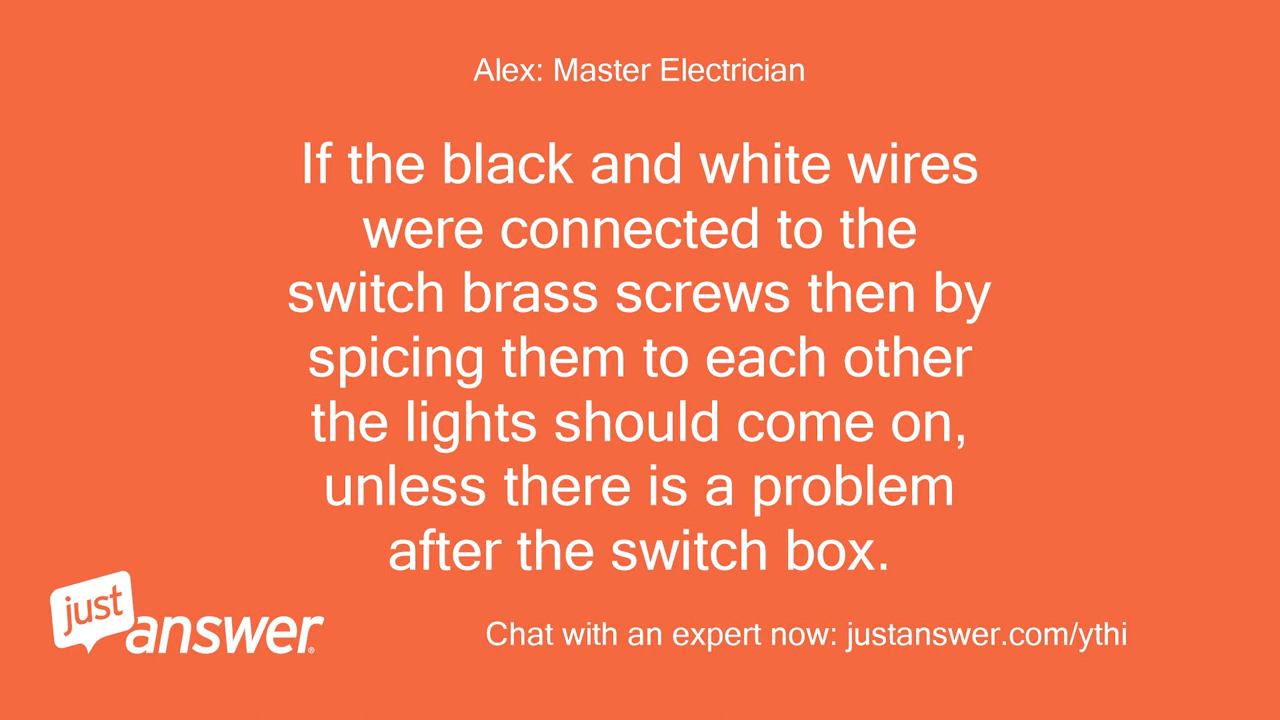 Alex: Master Electrician
If the black and white wires
were connected to the
switch brass screws then by
spicing them to each other
the lights should come on,
unless there is a problem
after the switch box.
just
answer®
Chat with an expert now: justanswer.com/ythi